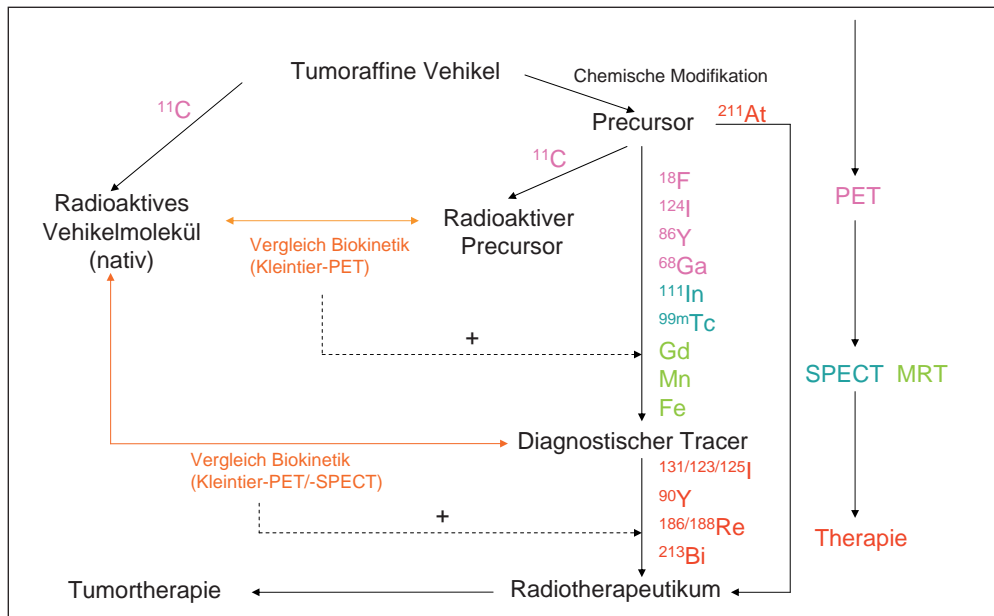 Tumoraffine Vehikel
Chemische Modifikation
¹¹C
Precursor
²¹¹At
¹¹C
Radioaktives
Vehikelmolekül
(nativ)
Vergleich Biokinetik
(Kleintier-PET)
Radioaktiver
Precursor
¹⁸F
¹²⁴I
⁸⁶Y
⁶⁸Ga
¹¹¹In
⁹⁹ᵐTc
Gd
Mn
Fe
+
PET
SPECT MRT
Diagnostischer Tracer
Vergleich Biokinetik
(Kleintier-PET/-SPECT)
+
¹³¹/¹²³/¹²⁵I
⁹⁰Y
¹⁸⁶/¹⁸⁸Re
²¹³Bi
Therapie
Tumortherapie
Radiotherapeutikum